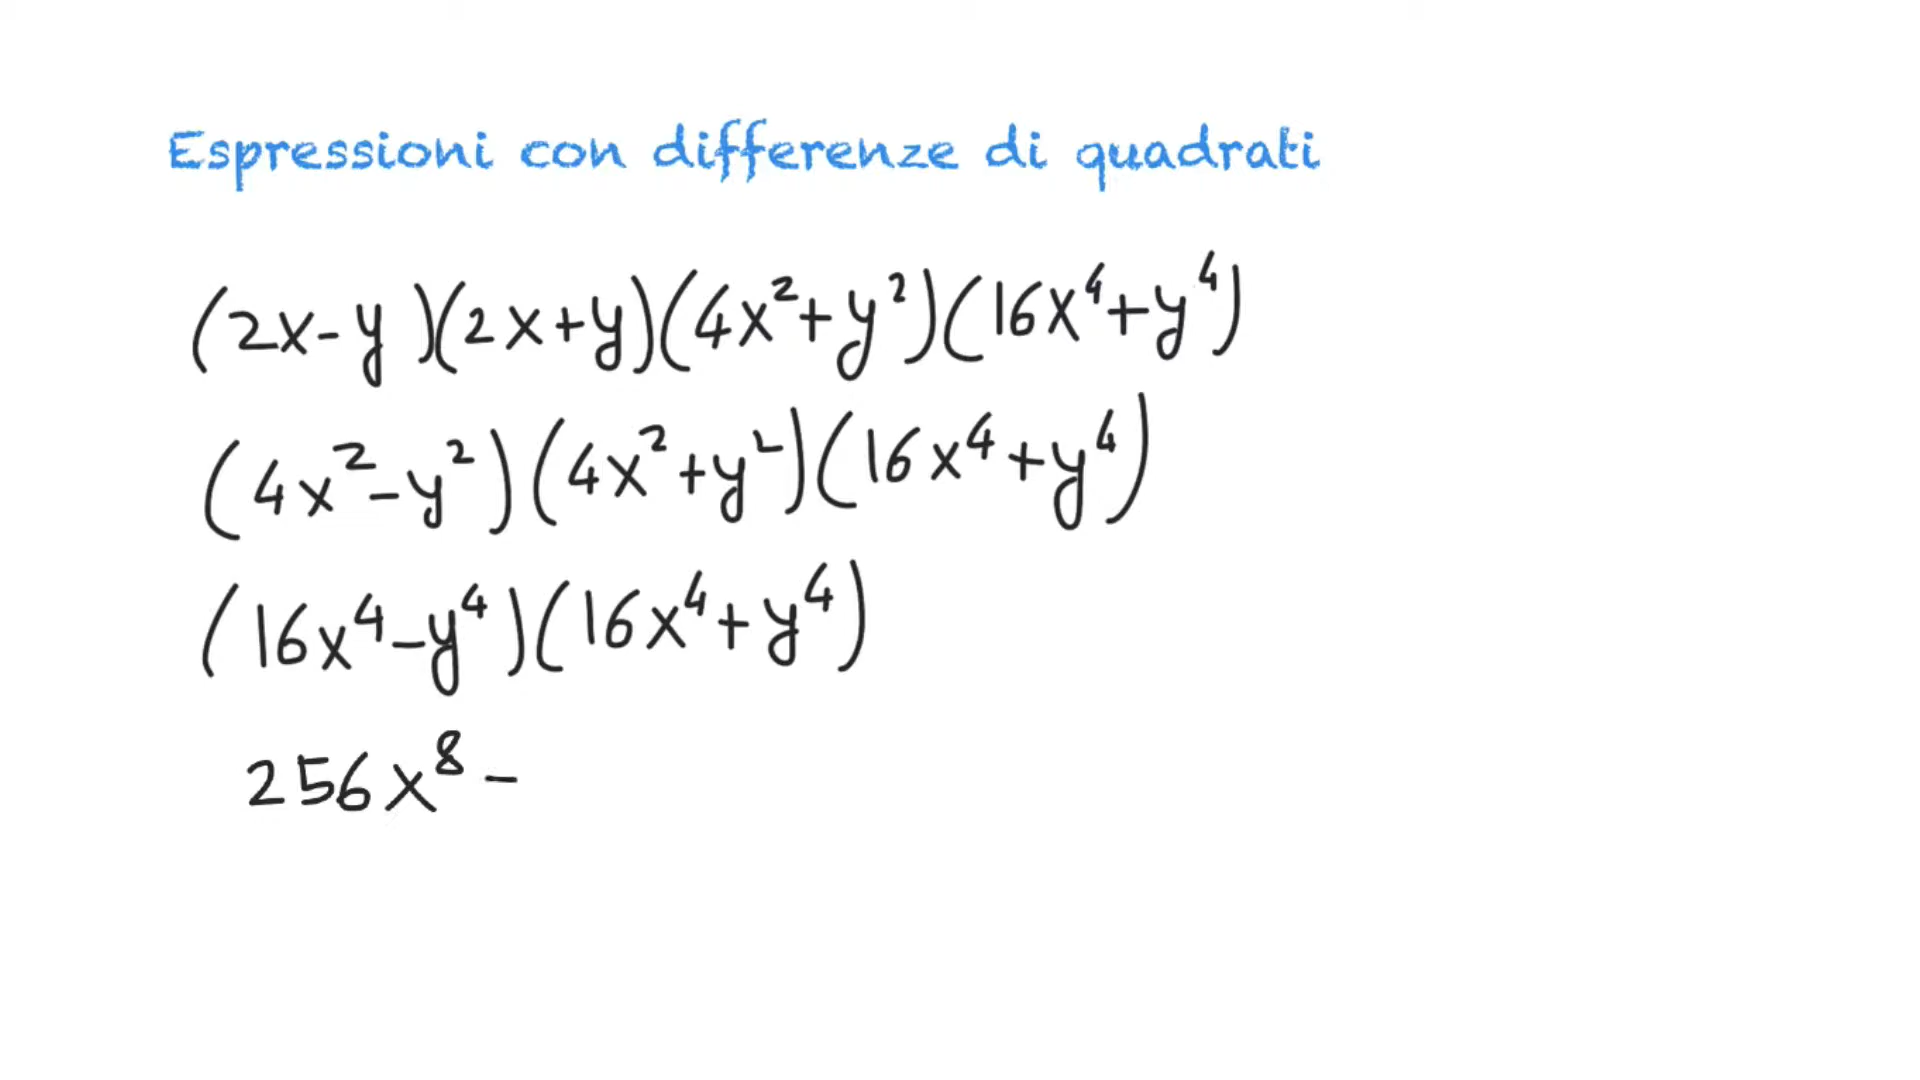 Espressioni con differenze di quadrati
(2x-y)(2x+y)(4x²+y²)(16x⁴+y⁴)
(4x²-y²)(4x²+y²)(16x⁴+y⁴)
(16x⁴-y⁴)(16x⁴+y⁴)
256x⁸-